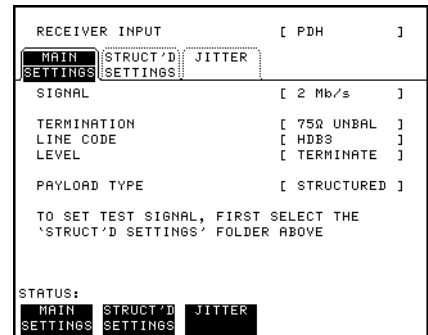 RECEIVER INPUT [ PDH ]
MAIN STRUCT'D JITTER
SETTINGS SETTINGS
SIGNAL [ 2 Mb/s ]
TERMINATION [ 75Ω UNBAL ]
LINE CODE [ HDB3 ]
LEVEL [ TERMINATE ]
PAYLOAD TYPE [ STRUCTURED ]
TO SET TEST SIGNAL, FIRST SELECT THE
'STRUCT'D SETTINGS' FOLDER ABOVE
STATUS:
MAIN STRUCT'D JITTER
SETTINGS SETTINGS